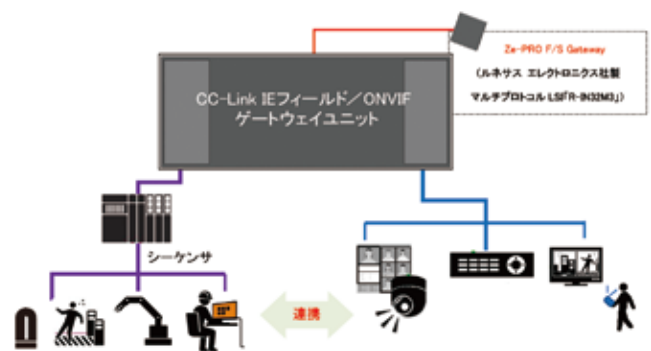 Ze-PRO F/S Gateway
(ルネサス エレクトロニクス社製
マルチプロトコル LSI「R-IN32M3」)
CC-Link IEフィールド/ONVIF
ゲートウェイユニット
シーケンサ
連携